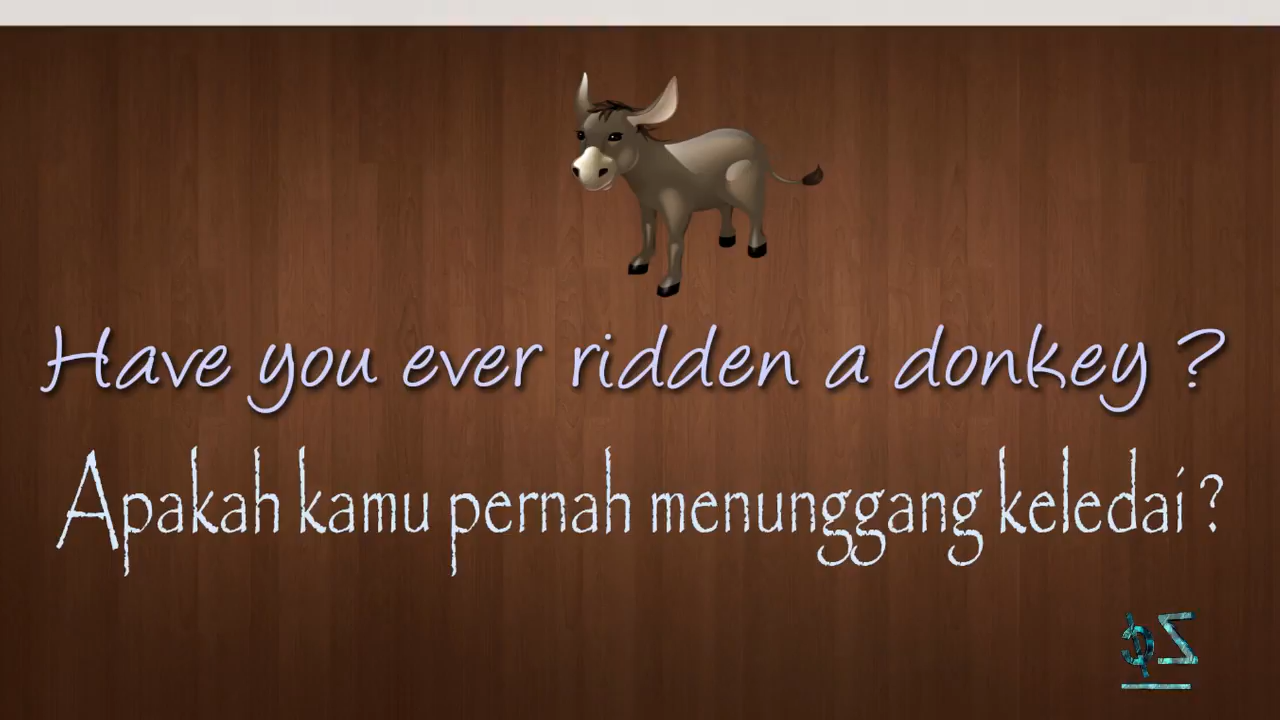 Have you ever ridden a donkey ?
Apakah kamu pernah menunggang keledai ?